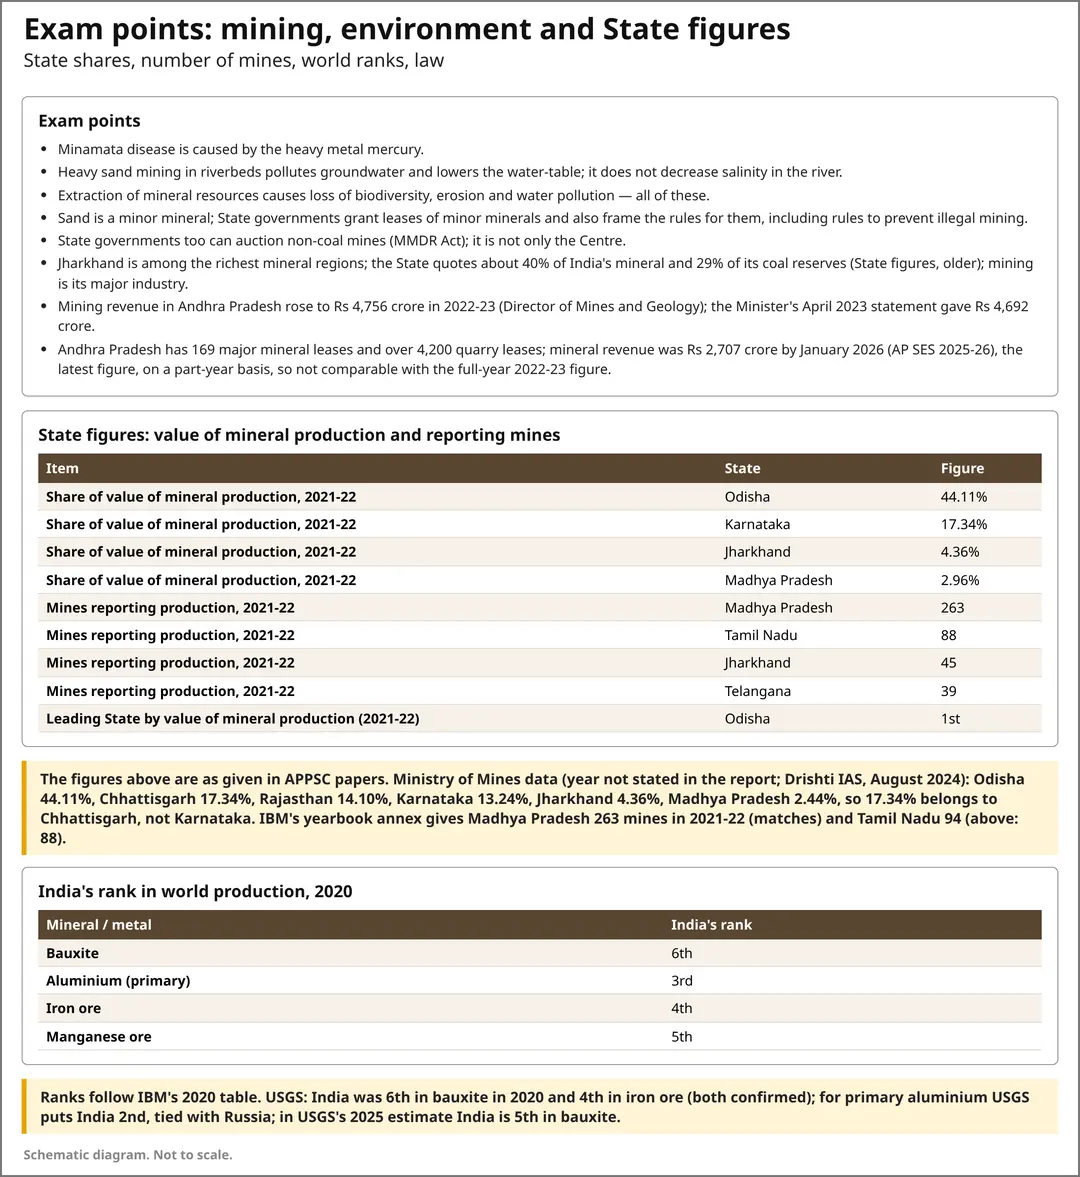 Exam points: mining, environment and State figures
State shares, number of mines, world ranks, law
Exam points
• Minamata disease is caused by the heavy metal mercury.
• Heavy sand mining in riverbeds pollutes groundwater and lowers the water-table; it does not decrease salinity in the river.
• Extraction of mineral resources causes loss of biodiversity, erosion and water pollution — all of these.
• Sand is a minor mineral; State governments grant leases of minor minerals and also frame the rules for them, including rules to prevent illegal mining.
• State governments too can auction non-coal mines (MMDR Act); it is not only the Centre.
• Jharkhand is among the richest mineral regions; the State quotes about 40% of India's mineral and 29% of its coal reserves (State figures, older); mining
is its major industry.
• Mining revenue in Andhra Pradesh rose to Rs 4,756 crore in 2022-23 (Director of Mines and Geology); the Minister's April 2023 statement gave Rs 4,692
crore.
• Andhra Pradesh has 169 major mineral leases and over 4,200 quarry leases; mineral revenue was Rs 2,707 crore by January 2026 (AP SES 2025-26), the
latest figure, on a part-year basis, so not comparable with the full-year 2022-23 figure.
State figures: value of mineral production and reporting mines
Item State Figure
Share of value of mineral production, 2021-22 Odisha 44.11%
Share of value of mineral production, 2021-22 Karnataka 17.34%
Share of value of mineral production, 2021-22 Jharkhand 4.36%
Share of value of mineral production, 2021-22 Madhya Pradesh 2.96%
Mines reporting production, 2021-22 Madhya Pradesh 263
Mines reporting production, 2021-22 Tamil Nadu 88
Mines reporting production, 2021-22 Jharkhand 45
Mines reporting production, 2021-22 Telangana 39
Leading State by value of mineral production (2021-22) Odisha 1st
The figures above are as given in APPSC papers. Ministry of Mines data (year not stated in the report; Drishti IAS, August 2024): Odisha
44.11%, Chhattisgarh 17.34%, Rajasthan 14.10%, Karnataka 13.24%, Jharkhand 4.36%, Madhya Pradesh 2.44%, so 17.34% belongs to
Chhattisgarh, not Karnataka. IBM's yearbook annex gives Madhya Pradesh 263 mines in 2021-22 (matches) and Tamil Nadu 94 (above:
88).
India's rank in world production, 2020
Mineral / metal India's rank
Bauxite 6th
Aluminium (primary) 3rd
Iron ore 4th
Manganese ore 5th
Ranks follow IBM's 2020 table. USGS: India was 6th in bauxite in 2020 and 4th in iron ore (both confirmed); for primary aluminium USGS
puts India 2nd, tied with Russia; in USGS's 2025 estimate India is 5th in bauxite.
Schematic diagram. Not to scale.